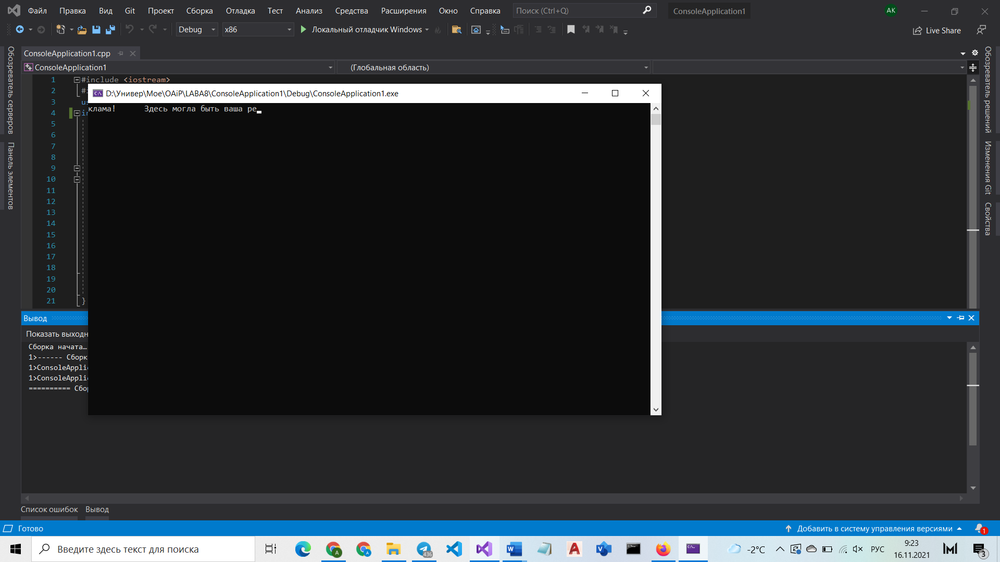 Файл Правка Вид Git Проект Сборка Отладка Тест Анализ Средства Расширения Окно Справка Поиск (Ctrl+Q) ConsoleApplication1 AK
Debug x86 Локальный отладчик Windows Live Share
ConsoleApplication1.cpp
ConsoleApplication1 (Глобальная область)
Обозреватель серверов
Панель элементов
Обозреватель решений
Изменения Git
Свойства
1 #include <iostream>
2 #
3 us
4 in
5
6
7
8
9
10
11
12
13
14
15
16
17
18
19
20
21 }
D:\Универ\Мое\OAiP\LABA8\ConsoleApplication1\Debug\ConsoleApplication1.exe
клама! Здесь могла быть ваша ре
Вывод
Показать выходн
Сборка начата…
1>------ Сборк
1>ConsoleAppli
1>ConsoleAppli
========== Сбор
Список ошибок Вывод
Готово Добавить в систему управления версиями 1
Введите здесь текст для поиска 436 -2°C РУС 9:23
16.11.2021 3